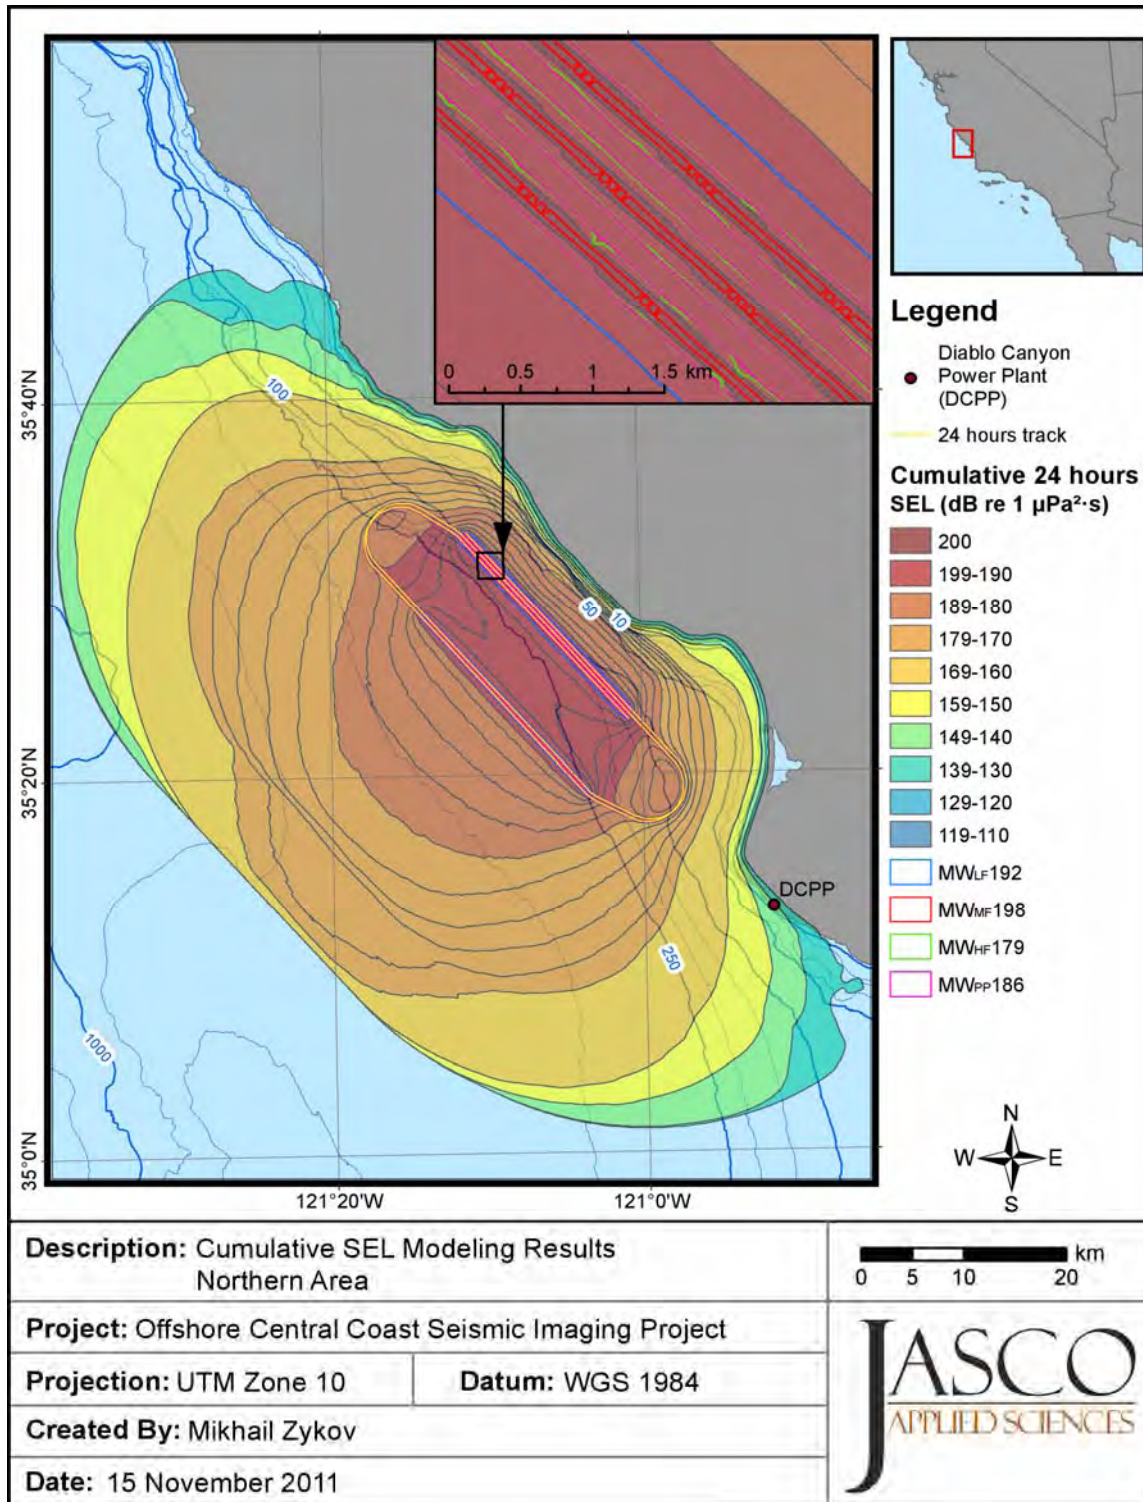 0 0.5 1 1.5 km
100
50
10
250
1000
DCPP
35°40'N
35°20'N
35°0'N
121°20'W
121°0'W
Legend
Diablo Canyon
Power Plant
(DCPP)
24 hours track
Cumulative 24 hours
SEL (dB re 1 µPa²·s)
200
199-190
189-180
179-170
169-160
159-150
149-140
139-130
129-120
119-110
MWLF192
MWMF198
MWHF179
MWPP186
N
W E
S
Description: Cumulative SEL Modeling Results
Northern Area
km
0 5 10 20
Project: Offshore Central Coast Seismic Imaging Project
Projection: UTM Zone 10 Datum: WGS 1984
Created By: Mikhail Zykov
Date: 15 November 2011
JASCO
APPLIED SCIENCES